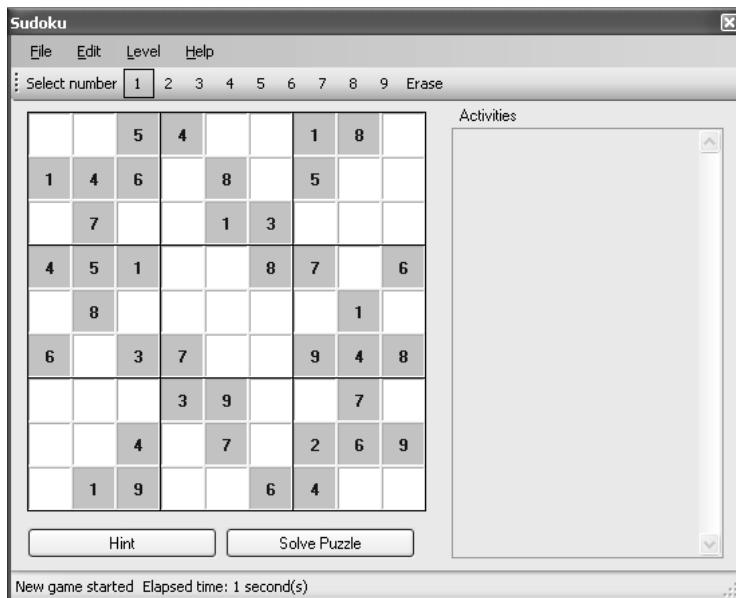 Sudoku
File Edit Level Help
Select number 1 2 3 4 5 6 7 8 9 Erase
Activities
5 4 1 8
1 4 6 8 5
7 1 3
4 5 1 8 7 6
8 1
6 3 7 9 4 8
3 9 7
4 7 2 6 9
1 9 6 4
Hint Solve Puzzle
New game started Elapsed time: 1 second(s)